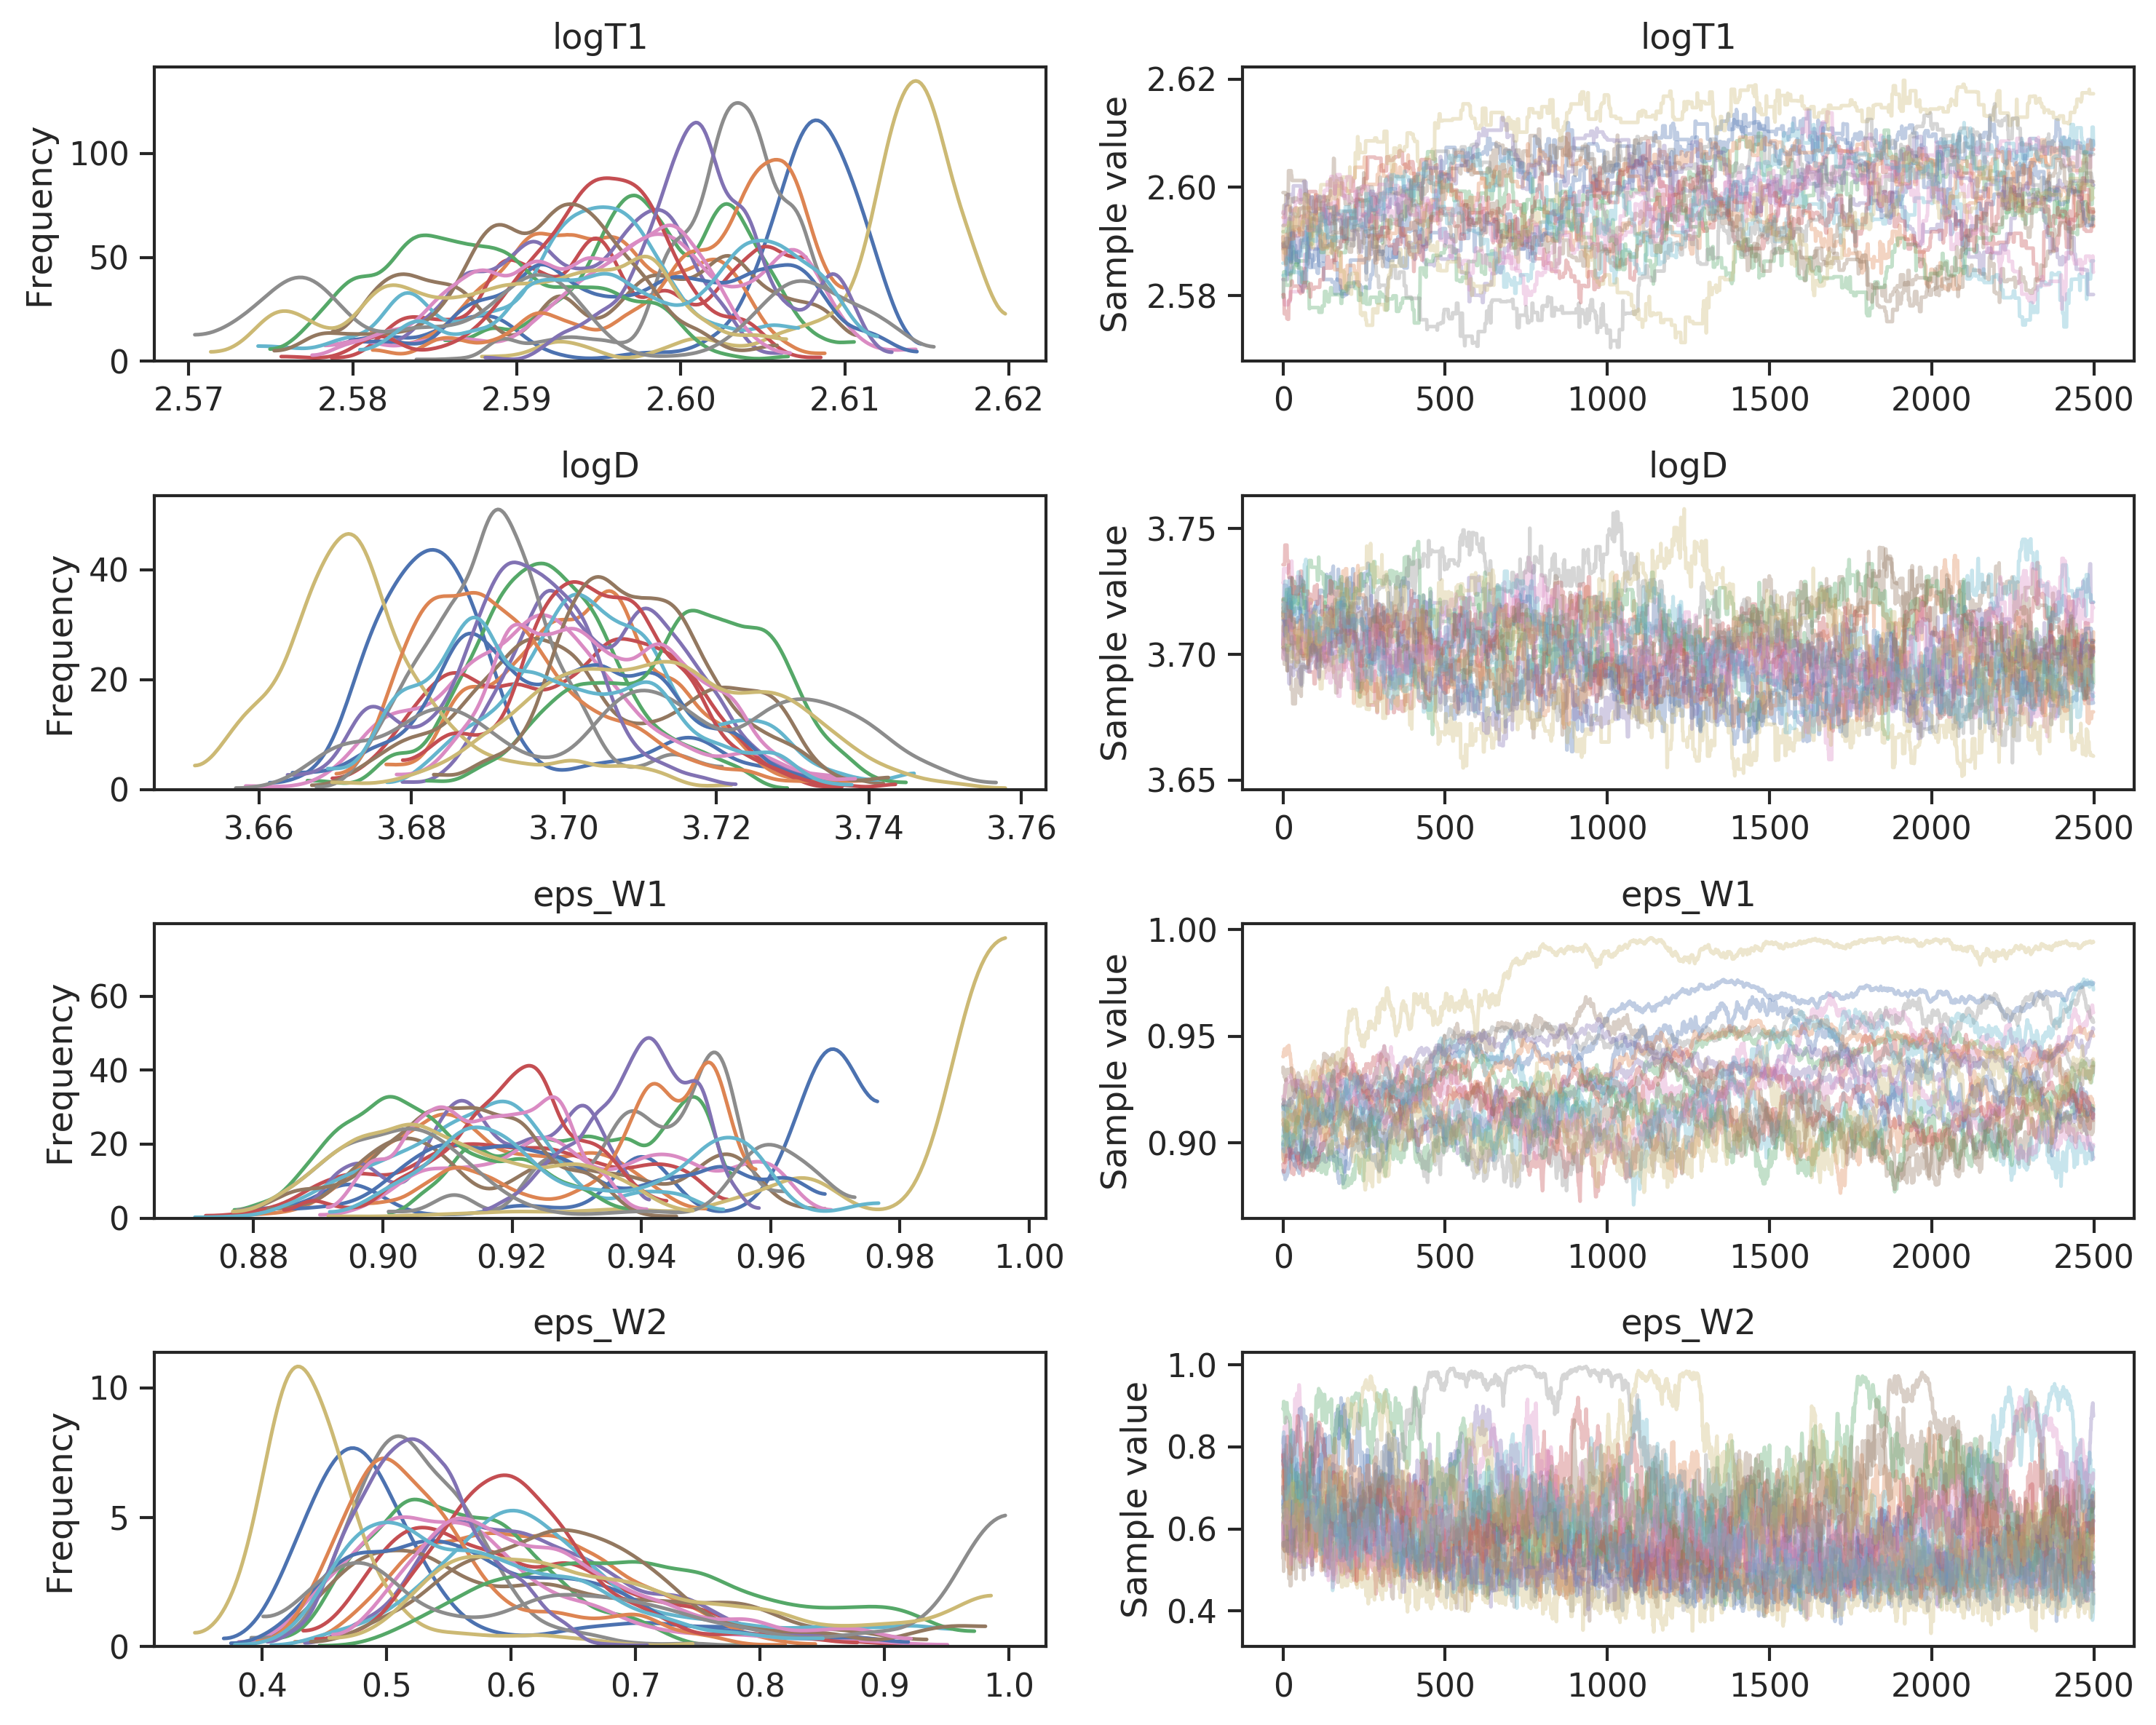 logT1
Frequency
100
50
0
2.57 2.58 2.59 2.60 2.61 2.62
logT1
Sample value
2.62
2.60
2.58
0 500 1000 1500 2000 2500
logD
Frequency
40
20
0
3.66 3.68 3.70 3.72 3.74 3.76
logD
Sample value
3.75
3.70
3.65
0 500 1000 1500 2000 2500
eps_W1
Frequency
60
40
20
0
0.88 0.90 0.92 0.94 0.96 0.98 1.00
eps_W1
Sample value
1.00
0.95
0.90
0 500 1000 1500 2000 2500
eps_W2
Frequency
10
5
0
0.4 0.5 0.6 0.7 0.8 0.9 1.0
eps_W2
Sample value
1.0
0.8
0.6
0.4
0 500 1000 1500 2000 2500